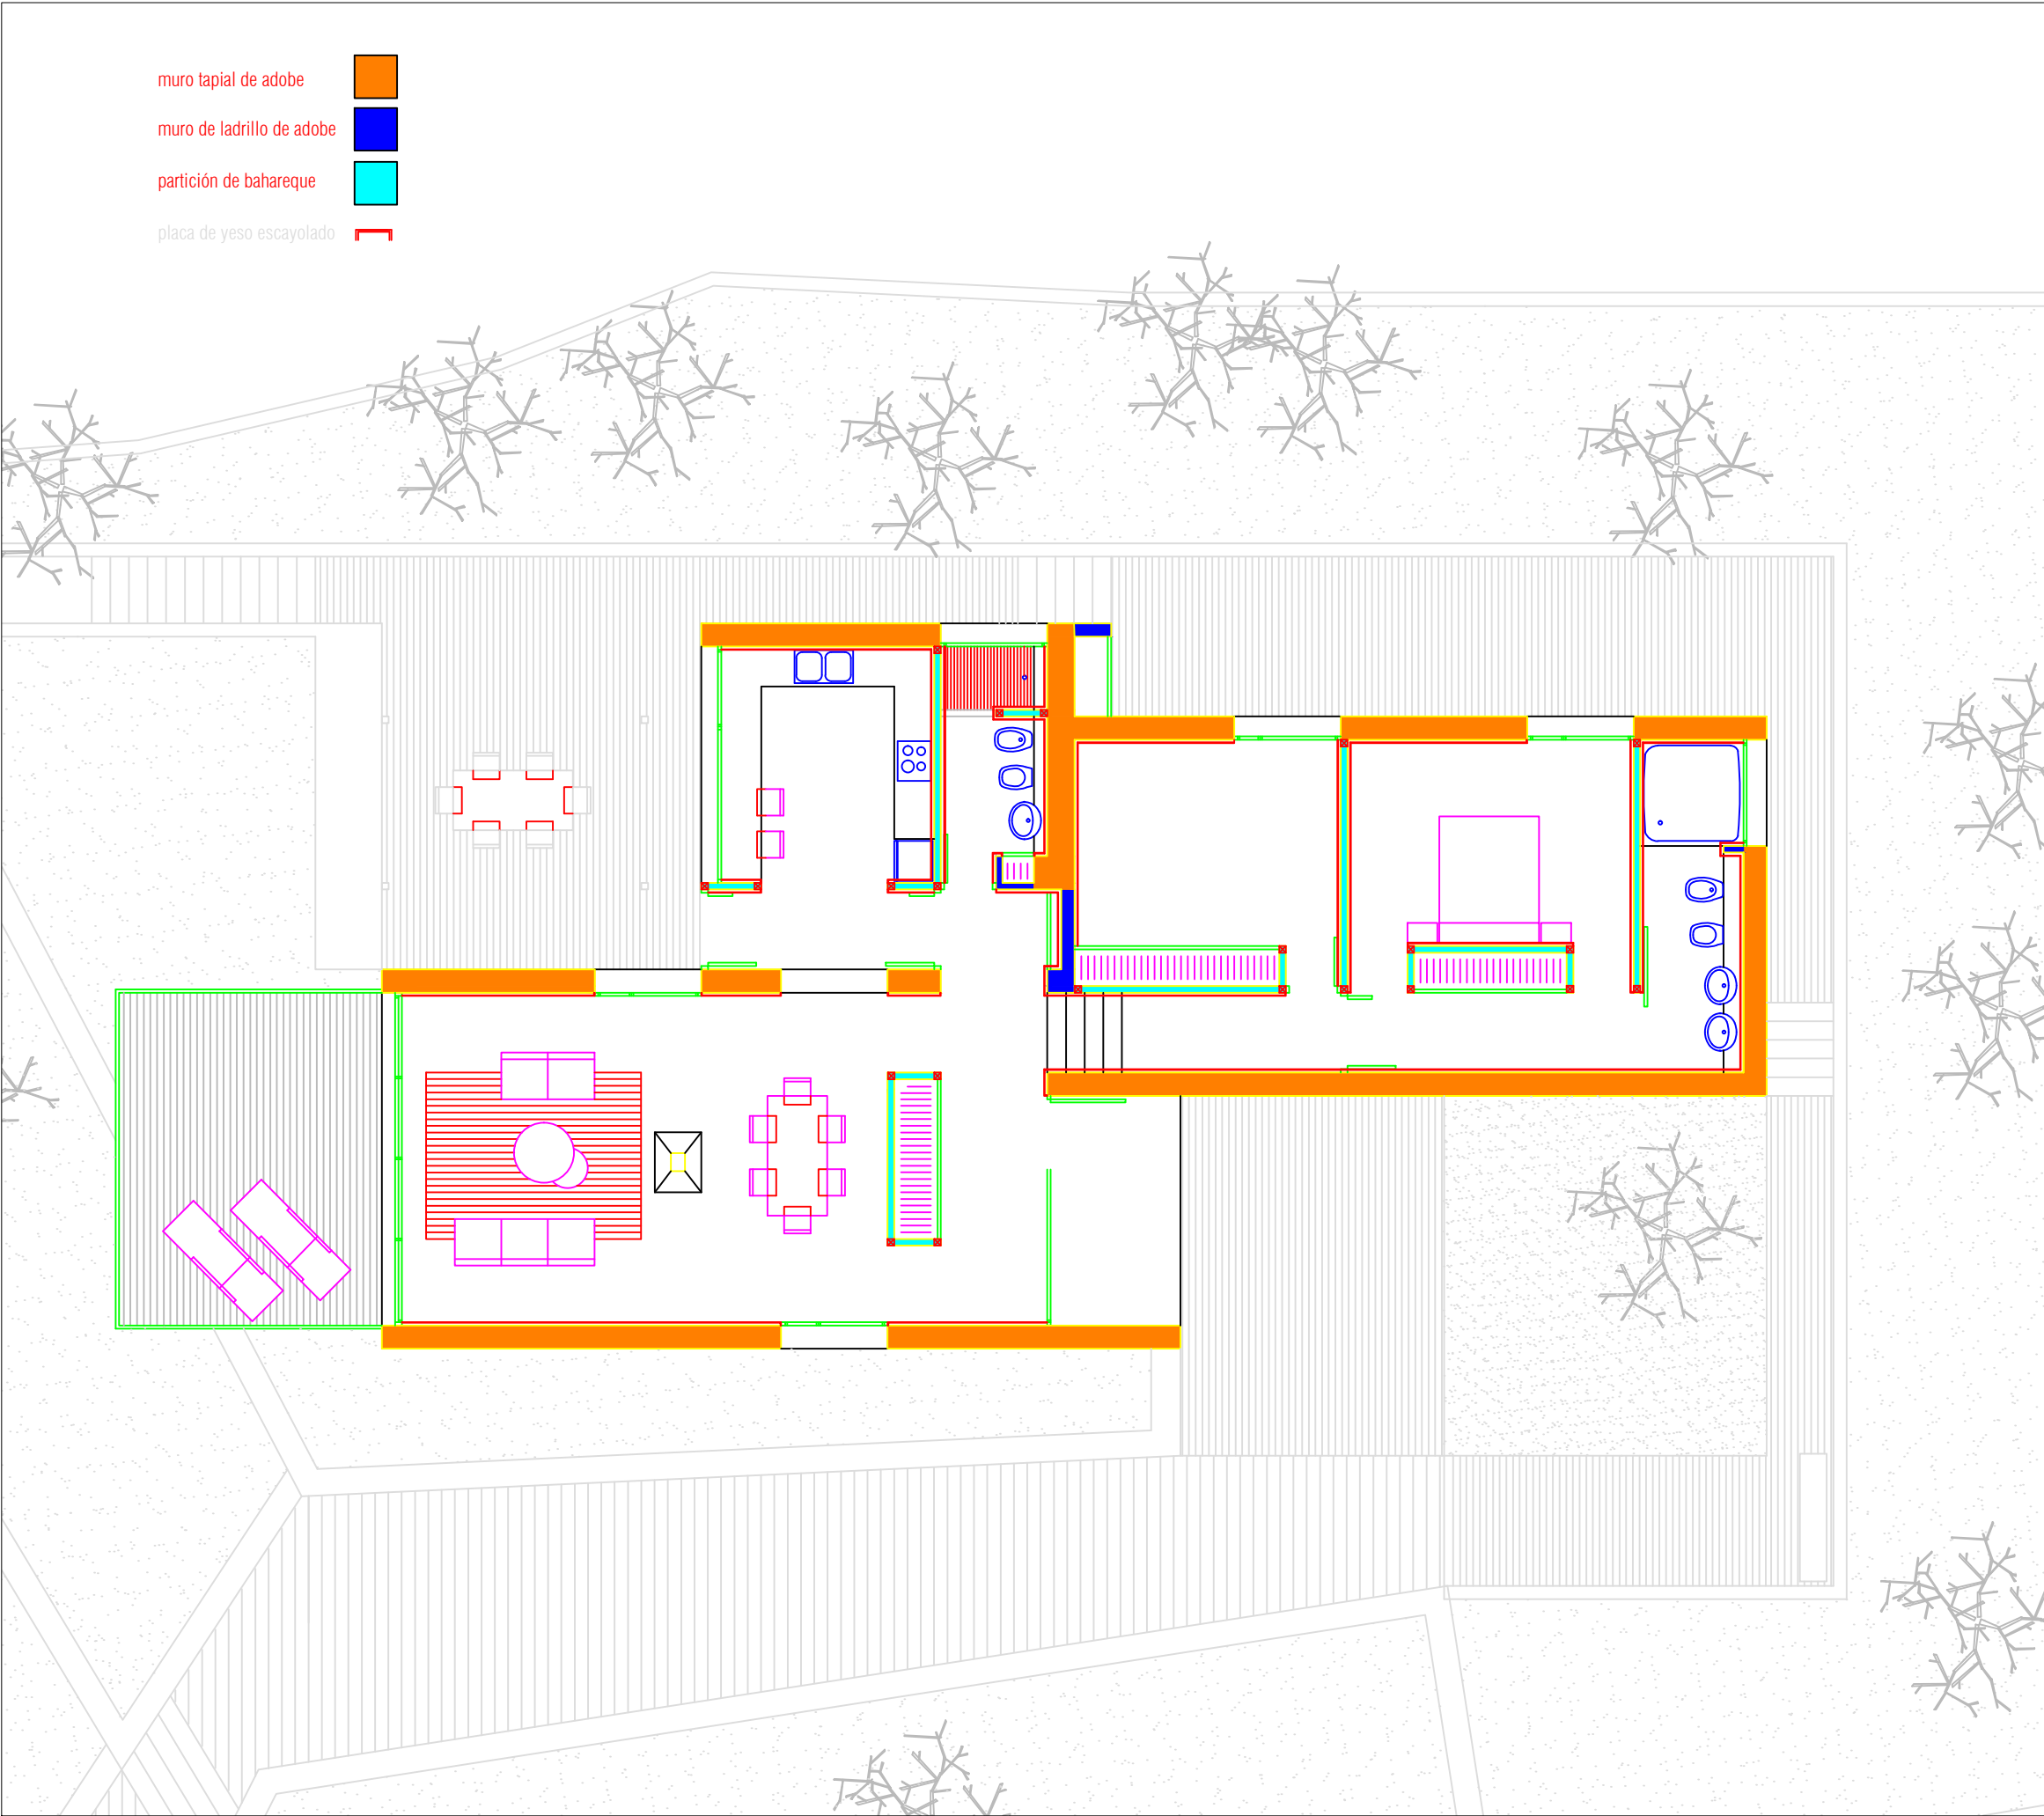 muro tapial de adobe
muro de ladrillo de adobe
partición de bahareque
placa de yeso escayolado